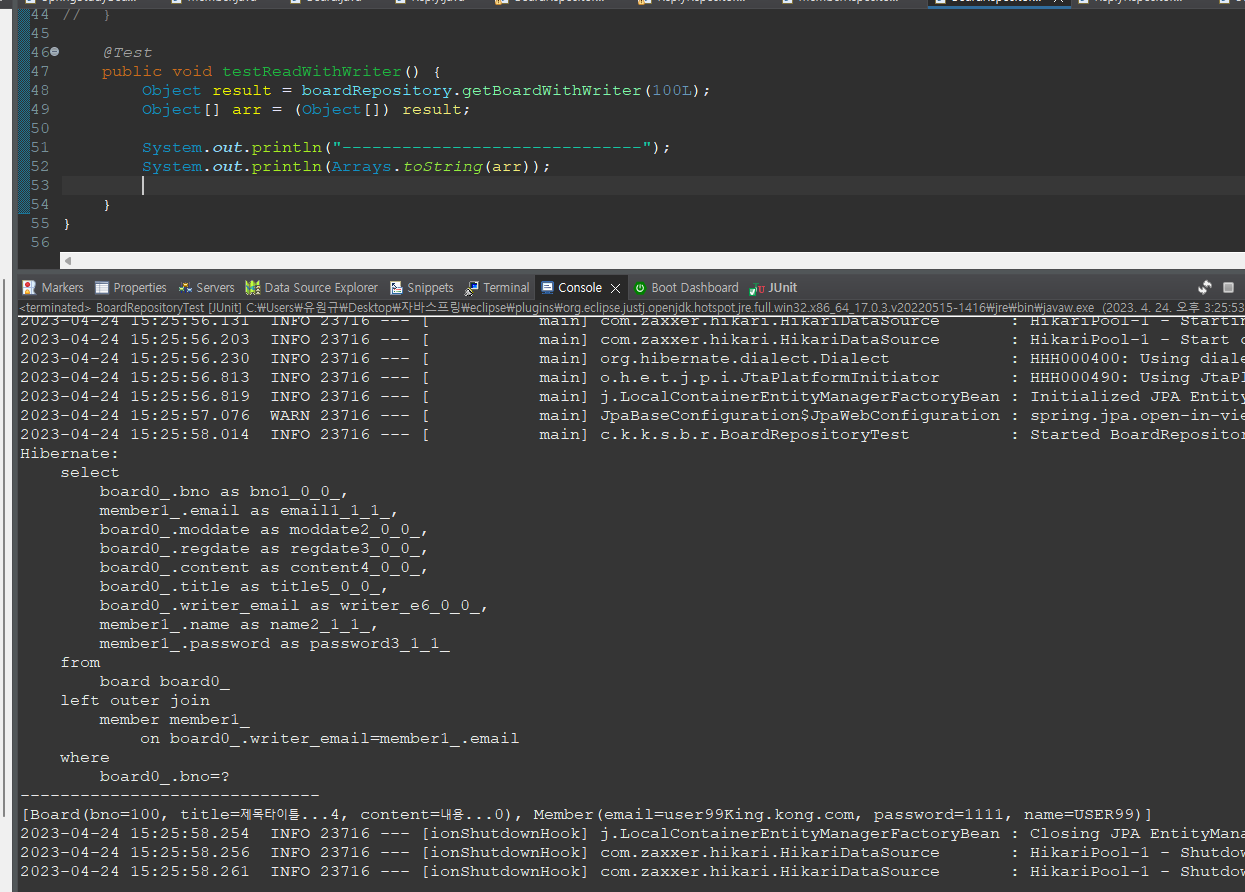 44 //  }
45
46 @Test
47 public void testReadWithWriter() {
48 Object result = boardRepository.getBoardWithWriter(100L);
49 Object[] arr = (Object[]) result;
50
51 System.out.println("------------------------------");
52 System.out.println(Arrays.toString(arr));
53
54 }
55 }
56
Markers Properties Servers Data Source Explorer Snippets Terminal Console Boot Dashboard JUnit
<terminated> BoardRepositoryTest [JUnit] C:₩Users₩유원규₩Desktop₩자바스프링₩eclipse₩plugins₩org.eclipse.justj.openjdk.hotspot.jre.full.win32.x86_64_17.0.3.v20220515-1416₩jre₩bin₩javaw.exe (2023. 4. 24. 오후 3:25:53
2023-04-24 15:25:56.131 INFO 23716 --- [ main] com.zaxxer.hikari.HikariDataSource : HikariPool-1 - Startin
2023-04-24 15:25:56.203 INFO 23716 --- [ main] com.zaxxer.hikari.HikariDataSource : HikariPool-1 - Start
2023-04-24 15:25:56.230 INFO 23716 --- [ main] org.hibernate.dialect.Dialect : HHH000400: Using diale
2023-04-24 15:25:56.813 INFO 23716 --- [ main] o.h.e.t.j.p.i.JtaPlatformInitiator : HHH000490: Using JtaPl
2023-04-24 15:25:56.819 INFO 23716 --- [ main] j.LocalContainerEntityManagerFactoryBean : Initialized JPA Entity
2023-04-24 15:25:57.076 WARN 23716 --- [ main] JpaBaseConfiguration$JpaWebConfiguration : spring.jpa.open-in-vie
2023-04-24 15:25:58.014 INFO 23716 --- [ main] c.k.k.s.b.r.BoardRepositoryTest : Started BoardRepositor
Hibernate:
select
board0_.bno as bno1_0_0_,
member1_.email as email1_1_1_,
board0_.moddate as moddate2_0_0_,
board0_.regdate as regdate3_0_0_,
board0_.content as content4_0_0_,
board0_.title as title5_0_0_,
board0_.writer_email as writer_e6_0_0_,
member1_.name as name2_1_1_,
member1_.password as password3_1_1_
from
board board0_
left outer join
member member1_
on board0_.writer_email=member1_.email
where
board0_.bno=?
------------------------------
[Board(bno=100, title=제목타이틀...4, content=내용...0), Member(email=user99King.kong.com, password=1111, name=USER99)]
2023-04-24 15:25:58.254 INFO 23716 --- [ionShutdownHook] j.LocalContainerEntityManagerFactoryBean : Closing JPA EntityMana
2023-04-24 15:25:58.256 INFO 23716 --- [ionShutdownHook] com.zaxxer.hikari.HikariDataSource : HikariPool-1 - Shutdow
2023-04-24 15:25:58.261 INFO 23716 --- [ionShutdownHook] com.zaxxer.hikari.HikariDataSource : HikariPool-1 - Shutdow